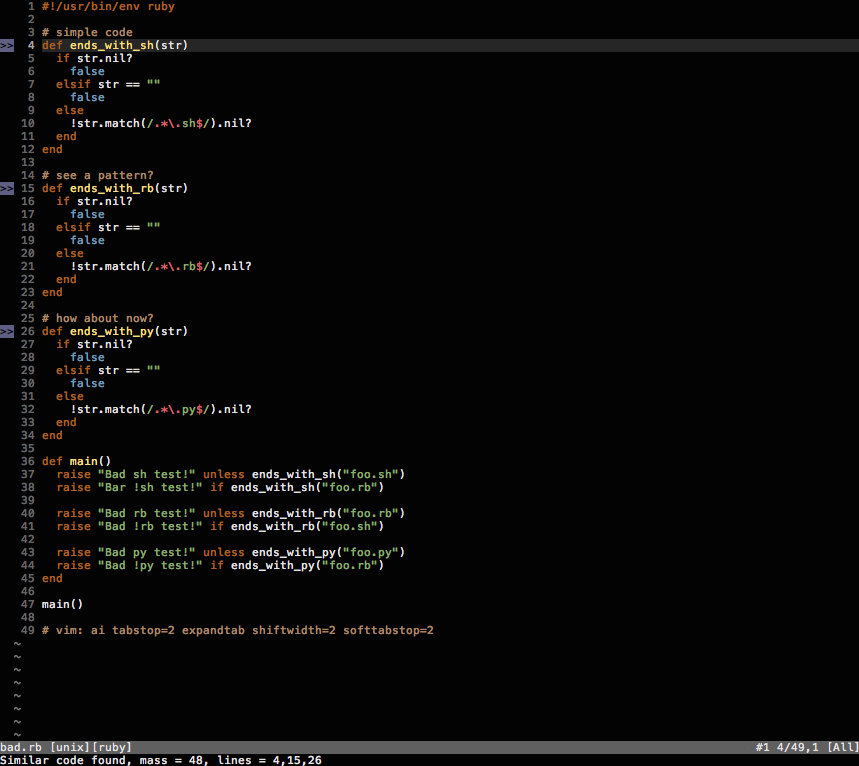 1 #!/usr/bin/env ruby
2
3 # simple code
>> 4 def ends_with_sh(str)
5   if str.nil?
6     false
7   elsif str == ""
8     false
9   else
10     !str.match(/.*\.sh$/).nil?
11   end
12 end
13
14 # see a pattern?
>> 15 def ends_with_rb(str)
16   if str.nil?
17     false
18   elsif str == ""
19     false
20   else
21     !str.match(/.*\.rb$/).nil?
22   end
23 end
24
25 # how about now?
>> 26 def ends_with_py(str)
27   if str.nil?
28     false
29   elsif str == ""
30     false
31   else
32     !str.match(/.*\.py$/).nil?
33   end
34 end
35
36 def main()
37   raise "Bad sh test!" unless ends_with_sh("foo.sh")
38   raise "Bar !sh test!" if ends_with_sh("foo.rb")
39
40   raise "Bad rb test!" unless ends_with_rb("foo.rb")
41   raise "Bad !rb test!" if ends_with_rb("foo.sh")
42
43   raise "Bad py test!" unless ends_with_py("foo.py")
44   raise "Bad !py test!" if ends_with_py("foo.rb")
45 end
46
47 main()
48
49 # vim: ai tabstop=2 expandtab shiftwidth=2 softtabstop=2
~
~
~
~
~
~
~
~
bad.rb [unix][ruby] #1 4/49,1 [All]
Similar code found, mass = 48, lines = 4,15,26